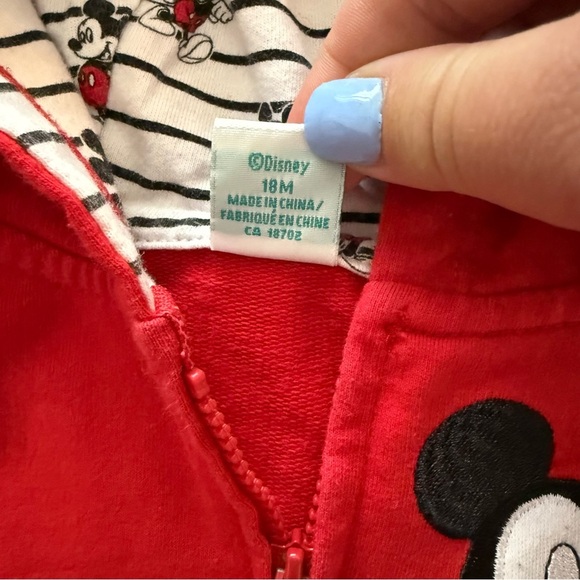 ©Disney
18M
MADE IN CHINA/
FABRIQUÉ EN CHINE
CA 18702